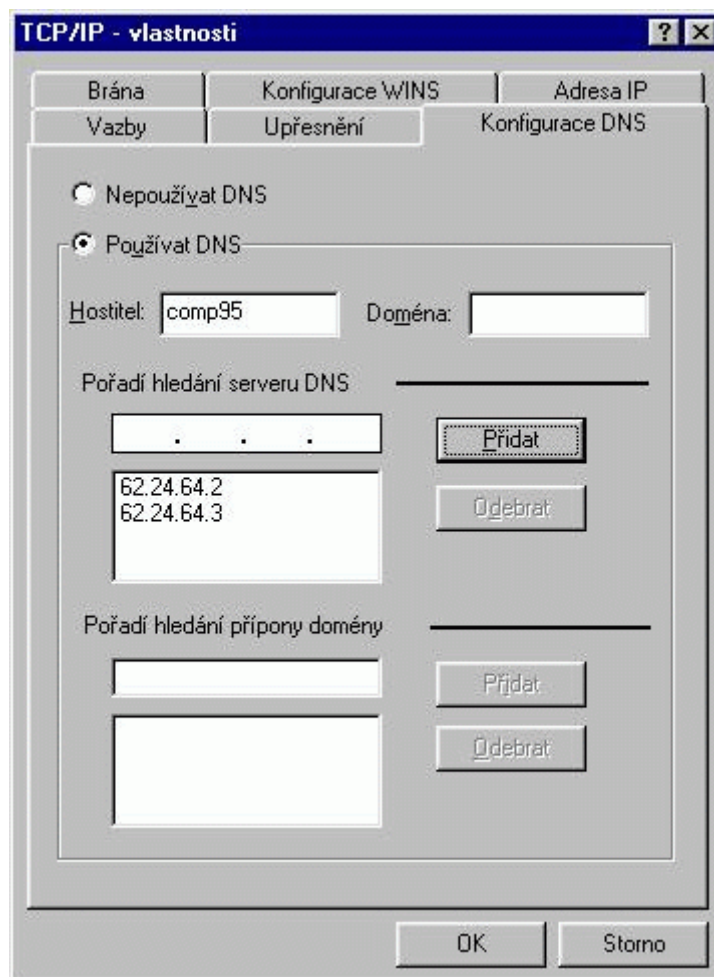 TCP/IP - vlastnosti
Brána Konfigurace WINS Adresa IP
Vazby Upřesnění Konfigurace DNS
Nepoužívat DNS
Používat DNS
Hostitel: comp95 Doména:
Pořadí hledání serveru DNS
. . . Přidat
62.24.64.2
62.24.64.3
Odebrat
Pořadí hledání přípony domény
Přidat
Odebrat
OK Storno